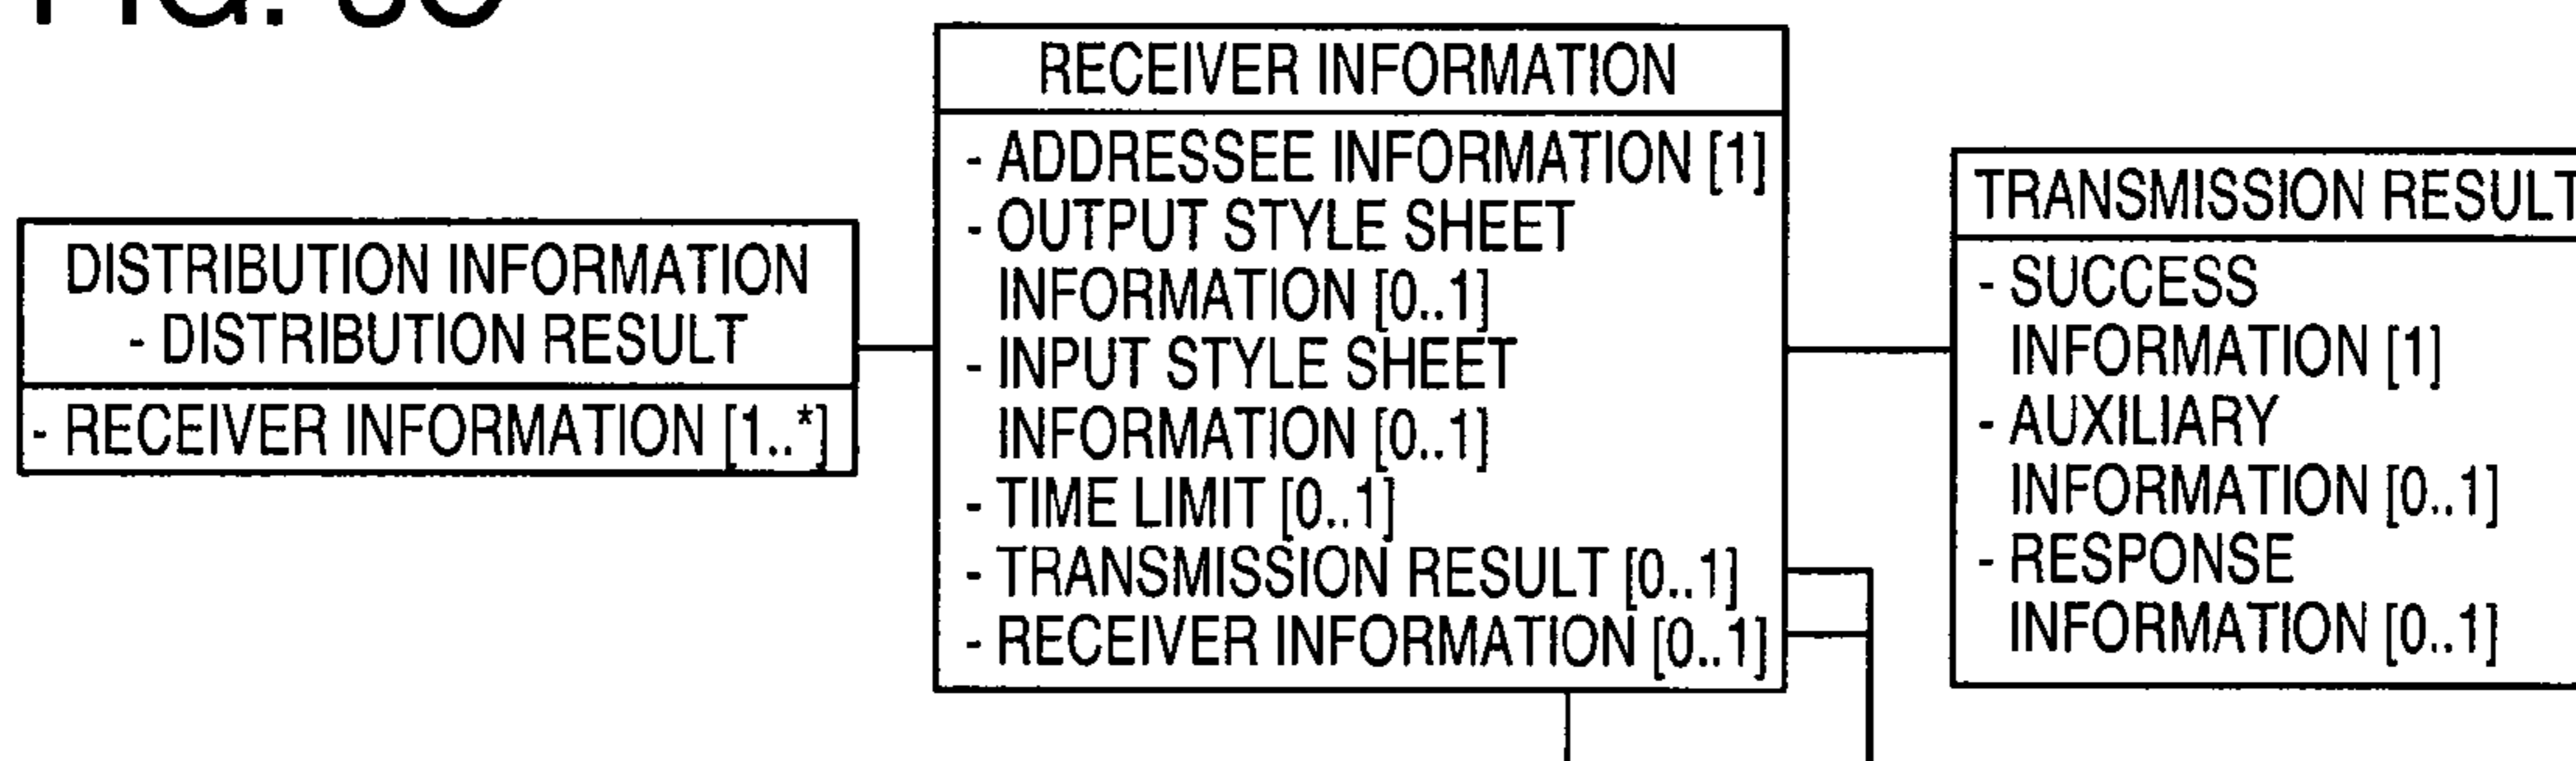 RECEIVER INFORMATION
- ADDRESSEE INFORMATION [1]
- OUTPUT STYLE SHEET
INFORMATION [0..1]
- INPUT STYLE SHEET
INFORMATION [0..1]
- TIME LIMIT [0..1]
- TRANSMISSION RESULT [0..1]
- RECEIVER INFORMATION [0..1]
DISTRIBUTION INFORMATION
- DISTRIBUTION RESULT
- RECEIVER INFORMATION [1..*]
TRANSMISSION RESULT
- SUCCESS
INFORMATION [1]
- AUXILIARY
INFORMATION [0..1]
- RESPONSE
INFORMATION [0..1]